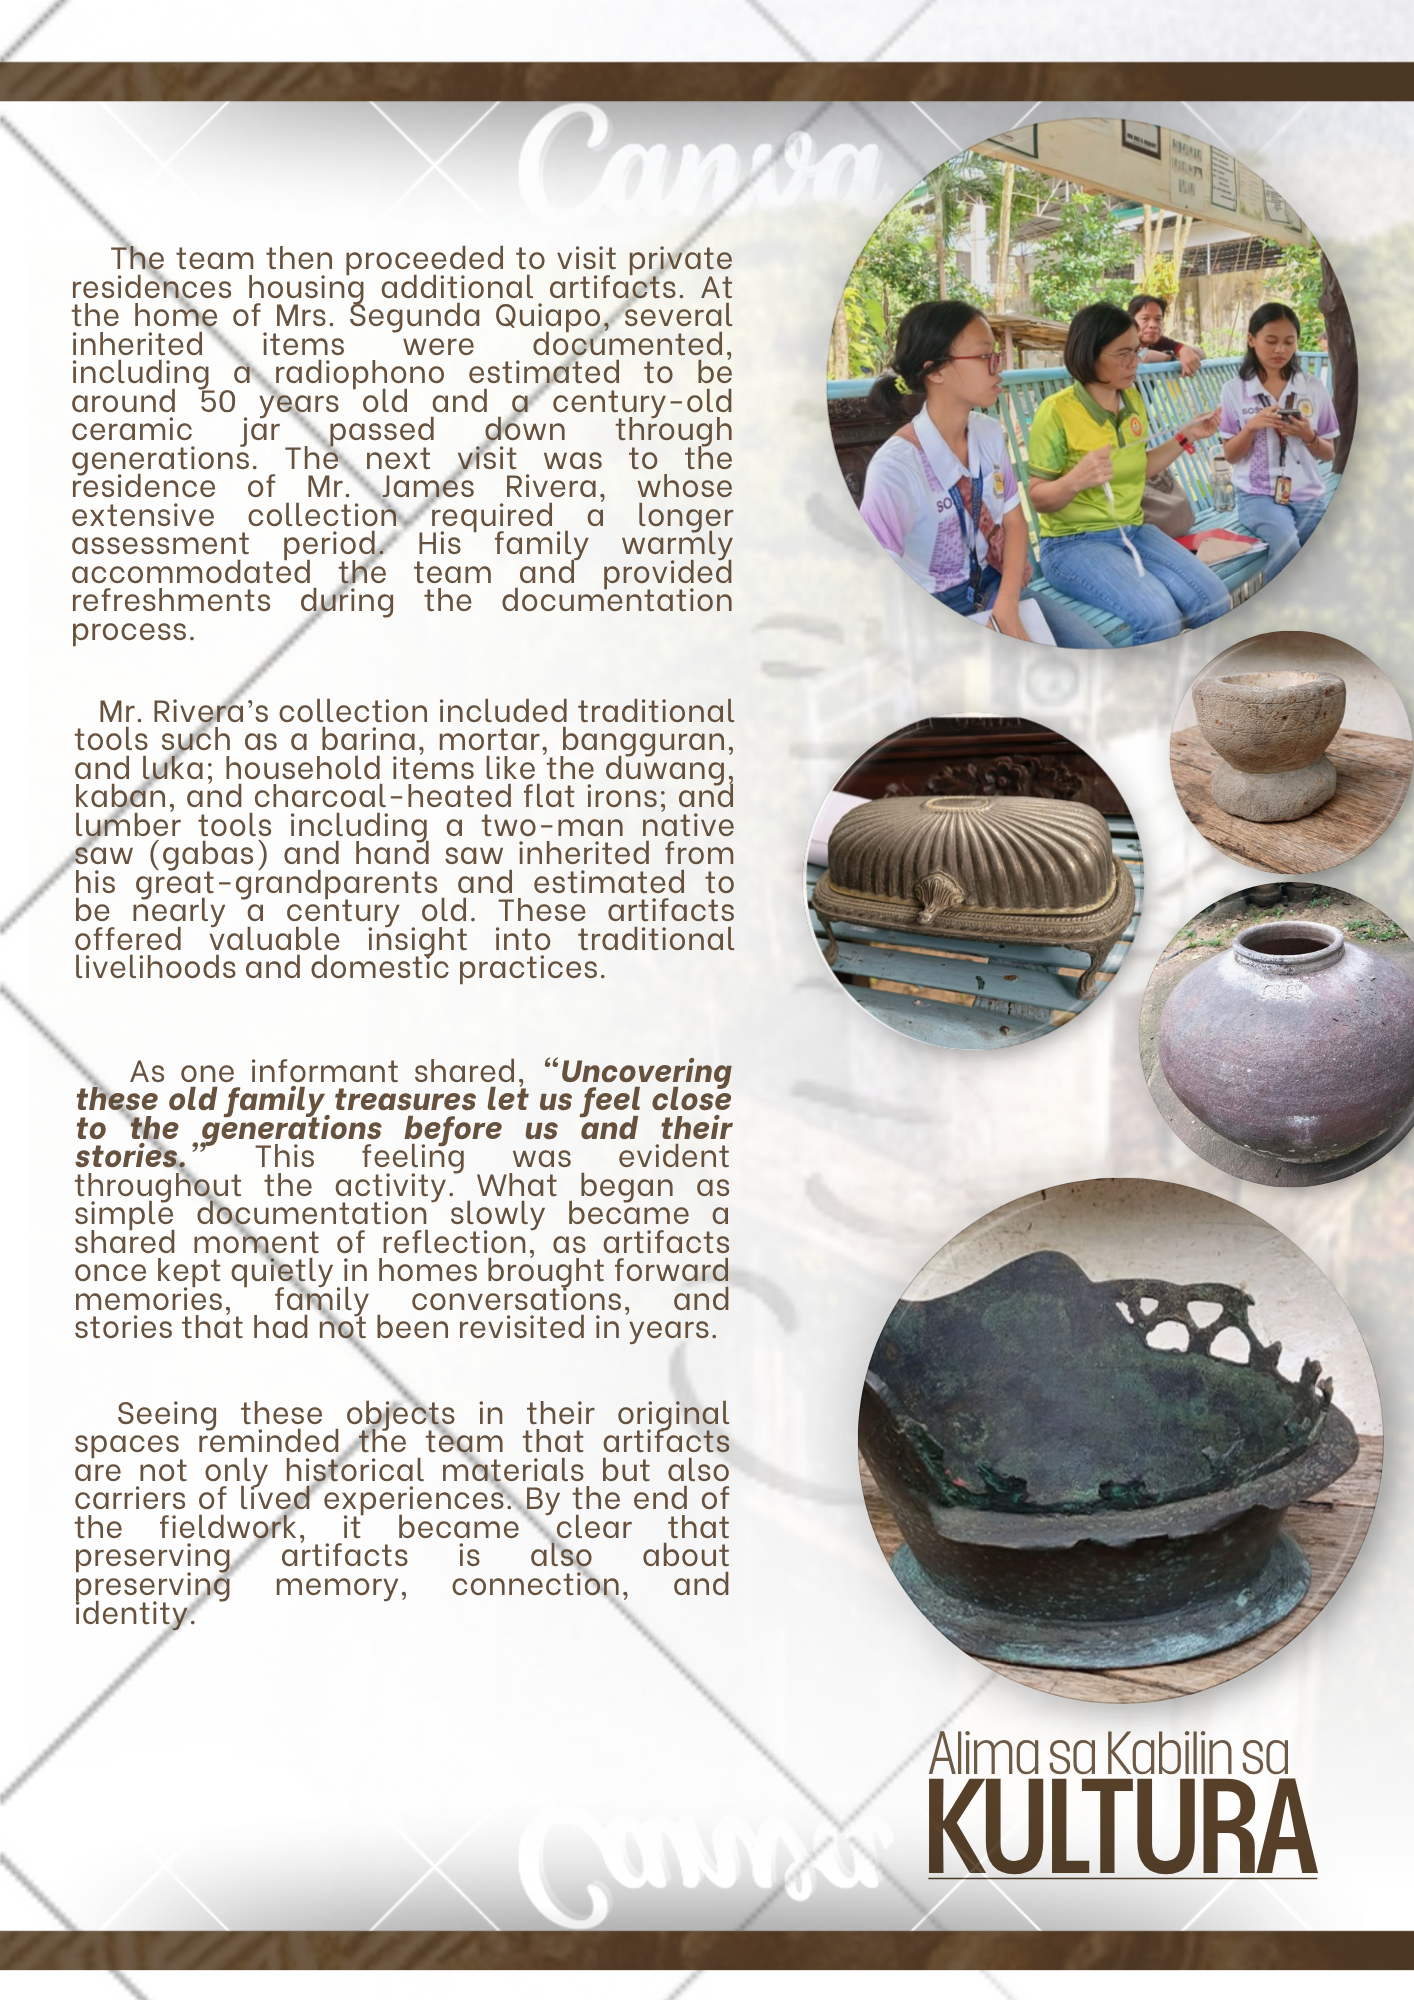 Canva
The team then proceeded to visit private
residences housing additional artifacts. At
the home of Mrs. Segunda Quiapo, several
inherited items were documented,
including a radiophono estimated to be
around 50 years old and a century-old
ceramic jar passed down through
generations. The next visit was to the
residence of Mr. James Rivera, whose
extensive collection required a longer
assessment period. His family warmly
accommodated the team and provided
refreshments during the documentation
process.
Mr. Rivera's collection included traditional
tools such as a barina, mortar, bangguran,
and luka; household items like the duwang,
kaban, and charcoal-heated flat irons; and
lumber tools including a two-man native
saw (gabas) and hand saw inherited from
his great-grandparents and estimated to
be nearly a century old. These artifacts
offered valuable insight into traditional
livelihoods and domestic practices.
As one informant shared, “Uncovering
these old family treasures let us feel close
to the generations before us and their
stories.” This feeling was evident
throughout the activity. What began as
simple documentation slowly became a
shared moment of reflection, as artifacts
once kept quietly in homes brought forward
memories, family conversations, and
stories that had not been revisited in years.
Seeing these objects in their original
spaces reminded the team that artifacts
are not only historical materials but also
carriers of lived experiences. By the end of
the fieldwork, it became clear that
preserving artifacts is also about
preserving memory, connection, and
identity.
Alima sa Kabilin sa
KULTURA
Canva